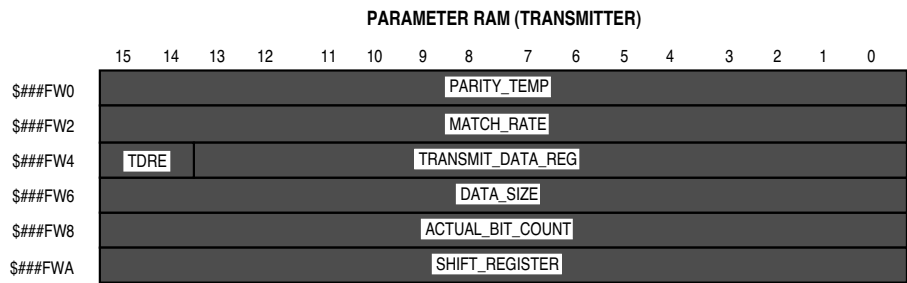 PARAMETER RAM (TRANSMITTER)
15 14 13 12 11 10 9 8 7 6 5 4 3 2 1 0
$###FW0 PARITY_TEMP
$###FW2 MATCH_RATE
$###FW4 TDRE TRANSMIT_DATA_REG
$###FW6 DATA_SIZE
$###FW8 ACTUAL_BIT_COUNT
$###FWA SHIFT_REGISTER